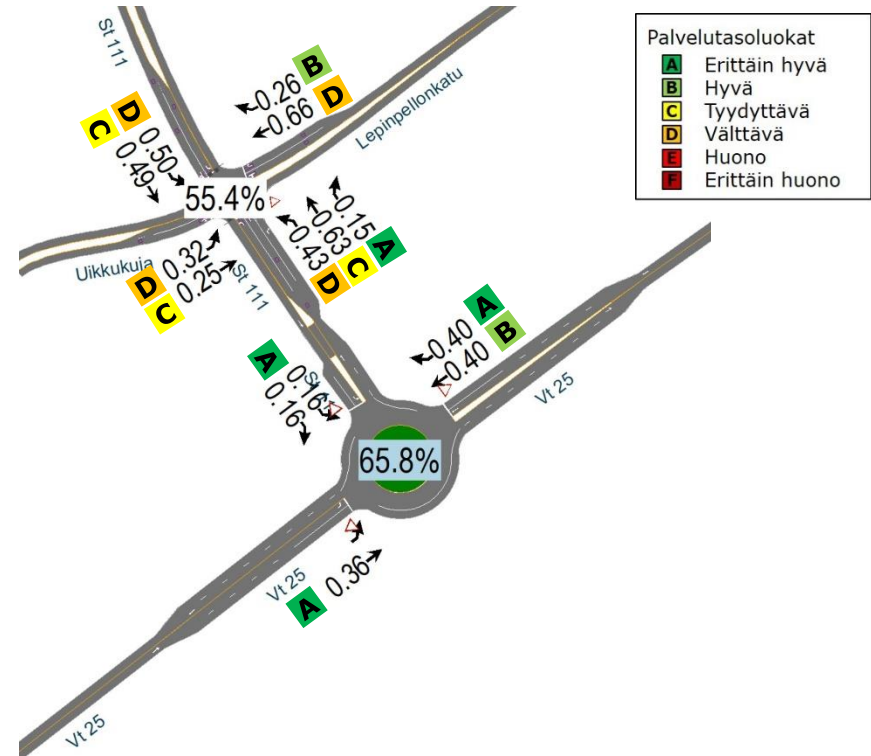 Palvelutasoluokat
A Erittäin hyvä
B Hyvä
C Tyydyttävä
D Välttävä
E Huono
F Erittäin huono
St 111
Lepinpellonkatu
0.26 B
0.66 D
D 0.50
C 0.49
55.4%
Uikkukuja
D 0.32
C 0.25
St 111
0.15 A
0.63 C
0.43 D
0.40 A
0.40 B
Vt 25
A 0.16
0.16
65.8%
Vt 25
A 0.36
Vt 25